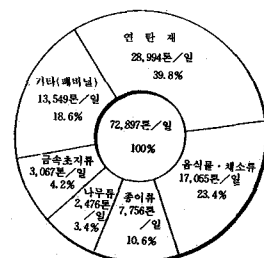 연 탄 재
28,994톤／일
39.8%
기타(폐비닐)
13,549톤／일
18.6%
72,897톤／일
100%
음식물·채소류
17,055톤／일
23.4%
금속초지류
3,067톤／일
4.2%
나무류
2,476톤
／일
3.4%
종이류
7,756톤
／일
10.6%